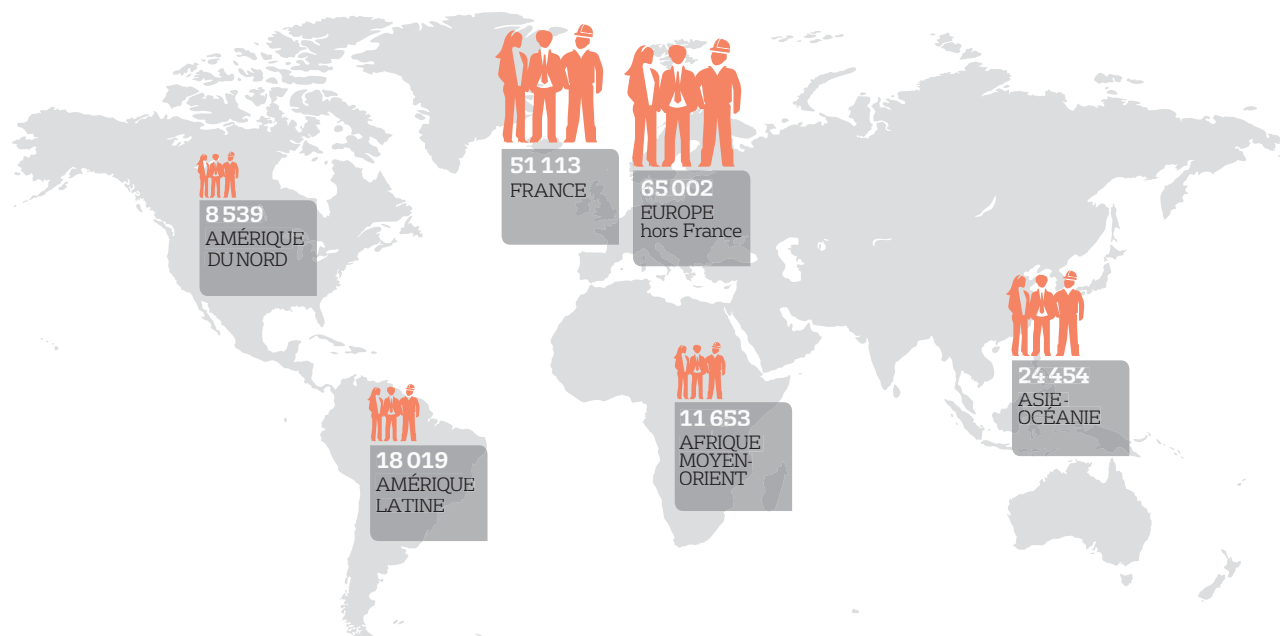 51 113
FRANCE
65 002
EUROPE
hors France
8 539
AMÉRIQUE
DU NORD
24 454
ASIE-
OCÉANIE
11 653
AFRIQUE
MOYEN-
ORIENT
18 019
AMÉRIQUE
LATINE